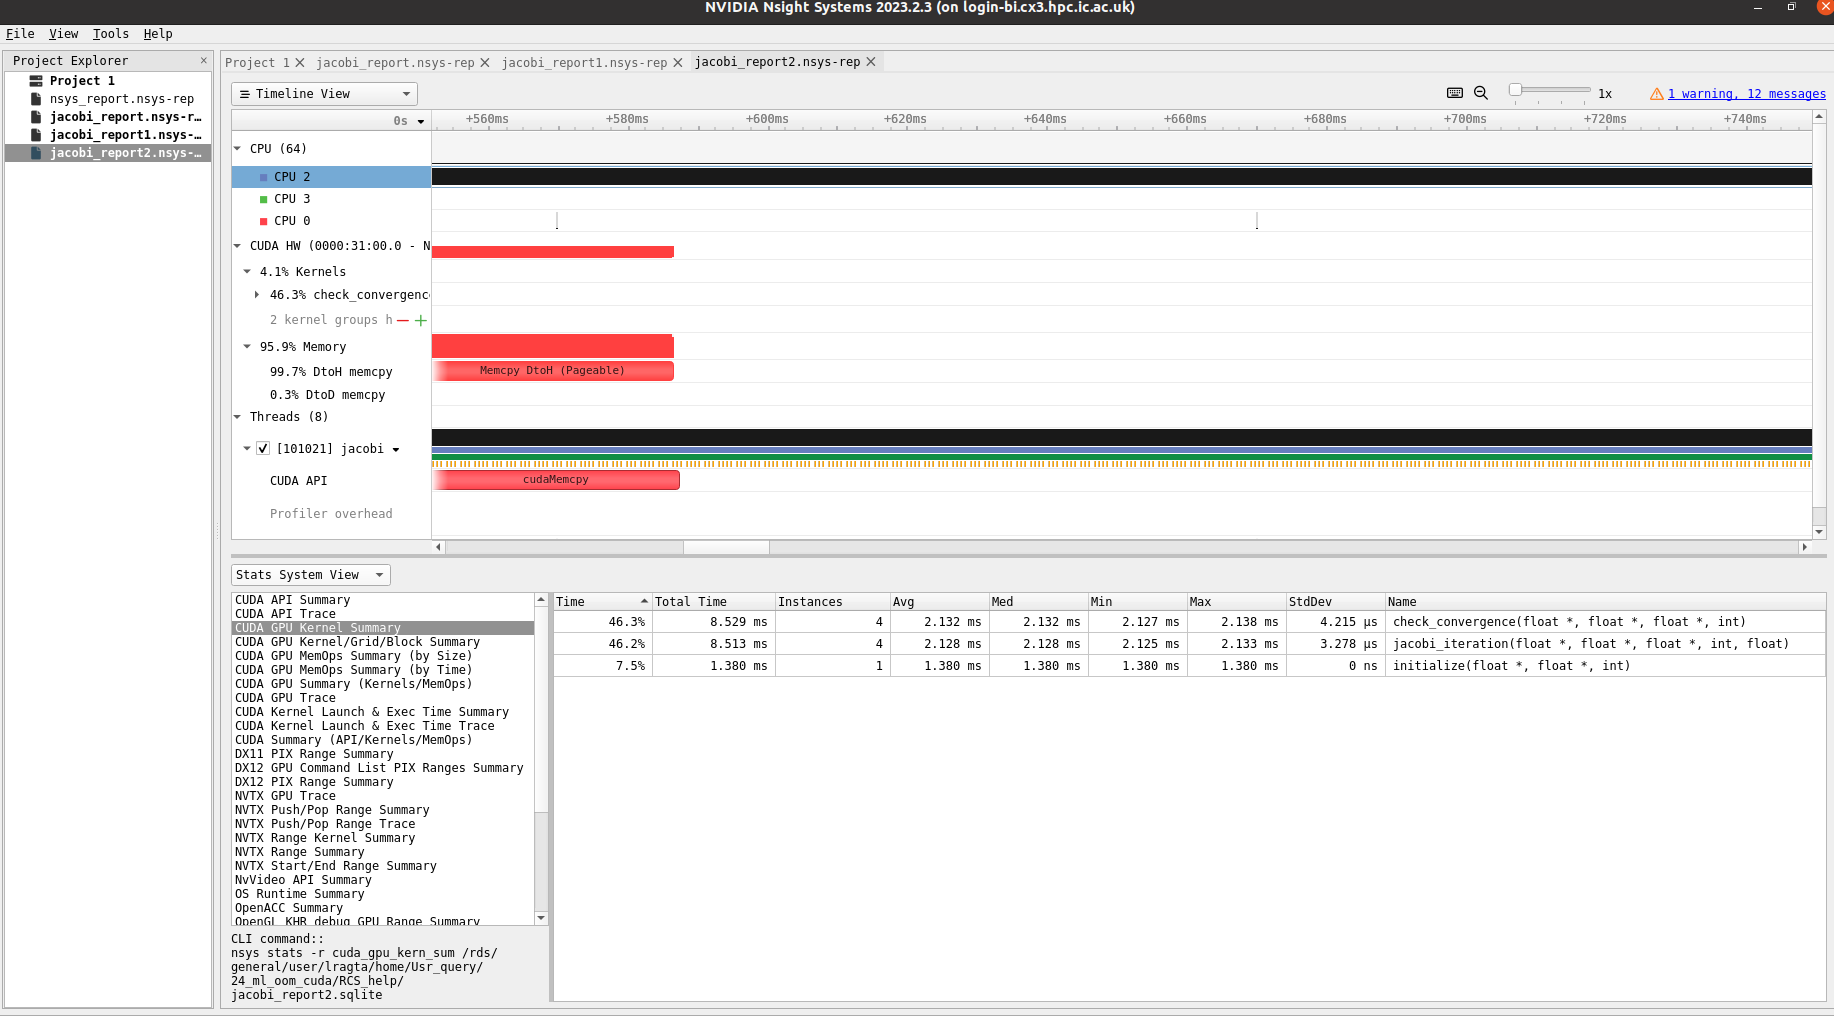 NVIDIA Nsight Systems 2023.2.3 (on login-bi.cx3.hpc.ic.ac.uk)
File View Tools Help
Project Explorer
Project 1
nsys_report.nsys-rep
jacobi_report.nsys-r…
jacobi_report1.nsys-…
jacobi_report2.nsys-…
Project 1 jacobi_report.nsys-rep jacobi_report1.nsys-rep jacobi_report2.nsys-rep
Timeline View
1x
1 warning, 12 messages
0s
+560ms +580ms +600ms +620ms +640ms +660ms +680ms +700ms +720ms +740ms
CPU (64)
CPU 2
CPU 3
CPU 0
CUDA HW (0000:31:00.0 - N
4.1% Kernels
46.3% check_convergenc
2 kernel groups h
95.9% Memory
99.7% DtoH memcpy
Memcpy DtoH (Pageable)
0.3% DtoD memcpy
Threads (8)
[101021] jacobi
CUDA API
cudaMemcpy
Profiler overhead
Stats System View
CUDA API Summary
CUDA API Trace
CUDA GPU Kernel Summary
CUDA GPU Kernel/Grid/Block Summary
CUDA GPU MemOps Summary (by Size)
CUDA GPU MemOps Summary (by Time)
CUDA GPU Summary (Kernels/MemOps)
CUDA GPU Trace
CUDA Kernel Launch & Exec Time Summary
CUDA Kernel Launch & Exec Time Trace
CUDA Summary (API/Kernels/MemOps)
DX11 PIX Range Summary
DX12 GPU Command List PIX Ranges Summary
DX12 PIX Range Summary
NVTX GPU Trace
NVTX Push/Pop Range Summary
NVTX Push/Pop Range Trace
NVTX Range Kernel Summary
NVTX Range Summary
NVTX Start/End Range Summary
NvVideo API Summary
OS Runtime Summary
OpenACC Summary
OpenGL KHR_debug GPU Range Summary
CLI command::
nsys stats -r cuda_gpu_kern_sum /rds/
general/user/lragta/home/Usr_query/
24_ml_oom_cuda/RCS_help/
jacobi_report2.sqlite
Time Total Time Instances Avg Med Min Max StdDev Name
46.3% 8.529 ms 4 2.132 ms 2.132 ms 2.127 ms 2.138 ms 4.215 μs check_convergence(float *, float *, float *, int)
46.2% 8.513 ms 4 2.128 ms 2.128 ms 2.125 ms 2.133 ms 3.278 μs jacobi_iteration(float *, float *, float *, float *, int, float)
7.5% 1.380 ms 1 1.380 ms 1.380 ms 1.380 ms 1.380 ms 0 ns initialize(float *, float *, int)